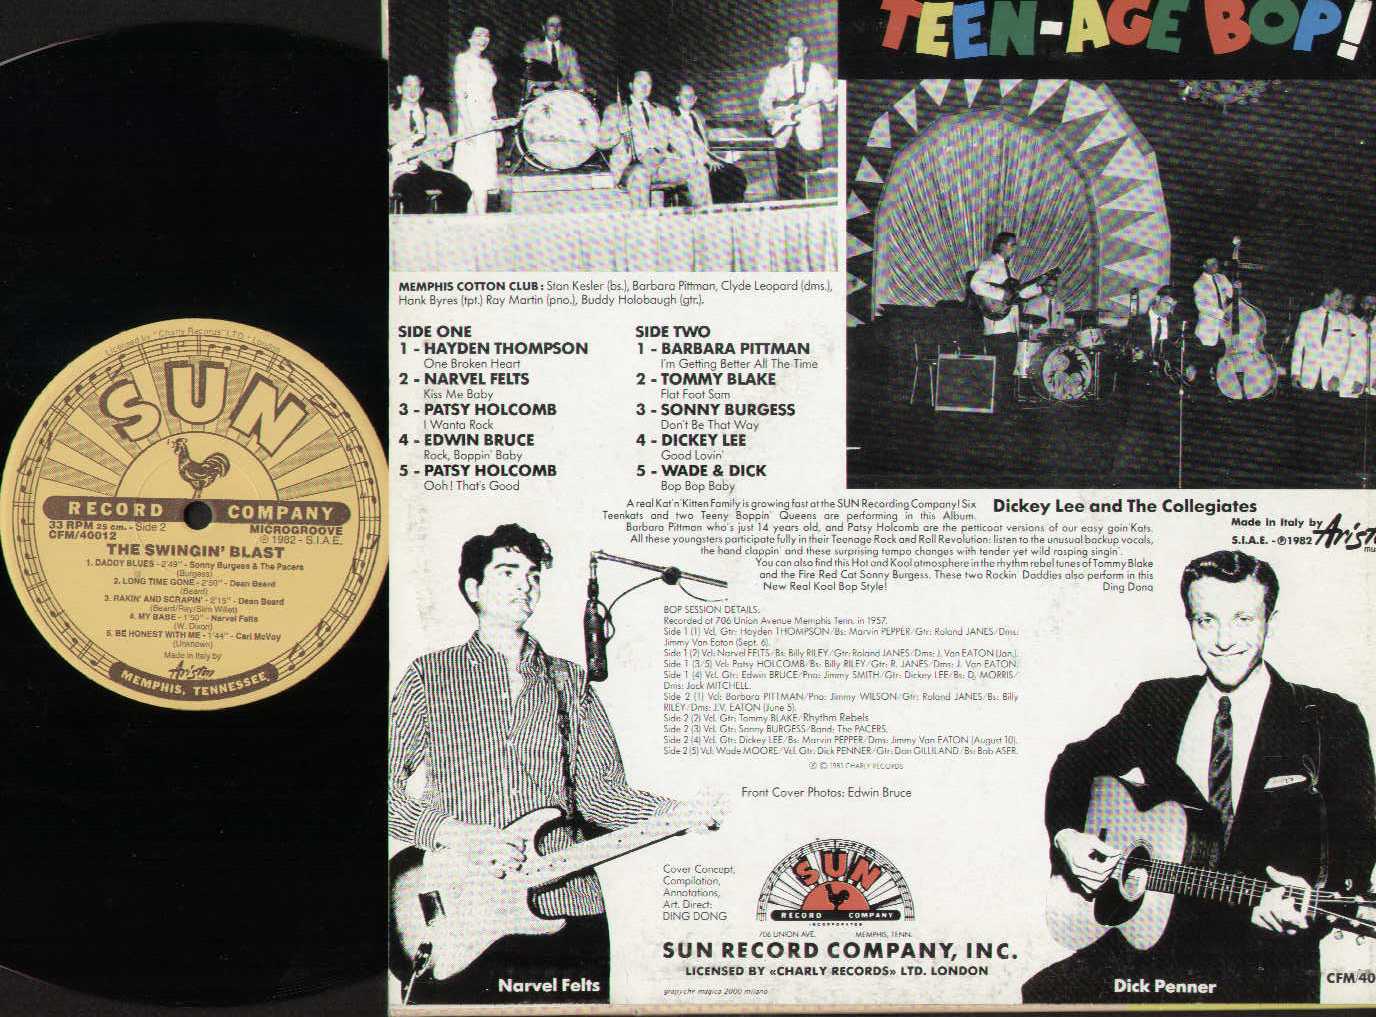 TEEN-AGE BOP!
MEMPHIS COTTON CLUB : Stan Kesler (bs.), Barbara Pittman, Clyde Leopard (dms.),
Hank Byres (tpt.) Ray Martin (pno.), Buddy Holobaugh (gtr.).
SIDE ONE
1 - HAYDEN THOMPSON
One Broken Heart
2 - NARVEL FELTS
Kiss Me Baby
3 - PATSY HOLCOMB
I Wanta Rock
4 - EDWIN BRUCE
Rock, Boppin' Baby
5 - PATSY HOLCOMB
Ooh! That's Good
SIDE TWO
1 - BARBARA PITTMAN
I'm Getting Better All The Time
2 - TOMMY BLAKE
Flat Foot Sam
3 - SONNY BURGESS
Don't Be That Way
4 - DICKEY LEE
Good Lovin'
5 - WADE & DICK
Bop Bop Baby
Dickey Lee and The Collegiates
Made in Italy by Ariston
S.I.A.E. - ℗1982
A real Kat'n'Kitten Family is growing fast at the SUN Recording Company! Six
Teenkats and two Teeny Boppin' Queens are performing in this Album.
Barbara Pittman who's just 14 years old, and Patsy Holcomb are the petticoat versions of our easy goin'Kats.
All these youngsters participate fully in their Teenage Rock and Roll Revolution: listen to the unusual backup vocals,
the hand clappin' and these surprising tempo changes with tender yet wild rasping singin'.
You can also find this Hot and Kool atmosphere in the rhythm rebel tunes of Tommy Blake
and the Fire Red Cat Sonny Burgess. These two Rockin' Daddies also perform in this
New Real Kool Bop Style!
Ding Dong
BOP SESSION DETAILS.
Recorded at 706 Union Avenue Memphis Tenn. in 1957.
Side 1 (1) Vcl. Gtr: Hayden THOMPSON/Bs: Marvin PEPPER/Gtr: Roland JANES/Dms:
Jimmy Van Eaton (Sept. 6).
Side 1 (2) Vcl: Narvel FELTS/Bs: Billy RILEY/Gtr: Roland JANES/Dms: J. Van EATON (Jan.).
Side 1 (3/5) Vcl: Patsy HOLCOMB/Bs: Billy RILEY/Gtr: R. JANES/Dms: J. Van EATON.
Side 1 (4) Vcl. Gtr: Edwin BRUCE/Pno: Jimmy SMITH/Gtr: Dickey LEE/Bs: D. MORRIS/
Dms: Jack MITCHELL.
Side 2 (1) Vcl: Barbara PITTMAN/Pno: Jimmy WILSON/Gtr: Roland JANES/Bs: Billy
RILEY/Dms: J.V. EATON (June 5).
Side 2 (2) Vcl. Gtr: Tommy BLAKE/Rhythm Rebels
Side 2 (3) Vcl. Gtr: Sonny BURGESS/Band: The PACERS.
Side 2 (4) Vcl. Gtr: Dickey LEE/Bs: Marvin PEPPER/Dms: Jimmy Van EATON (August 10).
Side 2 (5) Vcl: Wade MOORE/Vcl. Gtr: Dick PENNER/Gtr: Don GILLILAND/Bs: Bob ASER.
℗ © 1981 CHARLY RECORDS
Front Cover Photos: Edwin Bruce
Cover Concept,
Compilation,
Annotations,
Art. Direct:
DING DONG
SUN
RECORD COMPANY
INCORPORATED
706 UNION AVE. MEMPHIS, TENN.
SUN RECORD COMPANY, INC.
LICENSED BY «CHARLY RECORDS» LTD. LONDON
graphychr magica 2000 milano
Narvel Felts
Dick Penner
CFM/40
Licensed by "Charly Records" LTD. - London
SUN
RECORD COMPANY
33 RPM 25 cm. - Side 2
CFM/40012
MICROGROOVE
℗ 1982 - S.I.A.E.
THE SWINGIN' BLAST
1. DADDY BLUES - 2'49" - Sonny Burgess & The Pacers
(Burgess)
2. LONG TIME GONE - 2'30" - Dean Beard
(Beard)
3. RAKIN' AND SCRAPIN' - 2'15" - Dean Beard
(Beard/Ray/Slim Willet)
4. MY BABE - 1'50" - Narvel Felts
(W. Dixon)
5. BE HONEST WITH ME - 1'44" - Carl McVoy
(Unknown)
Made in Italy by
Ariston
MEMPHIS, TENNESSEE.